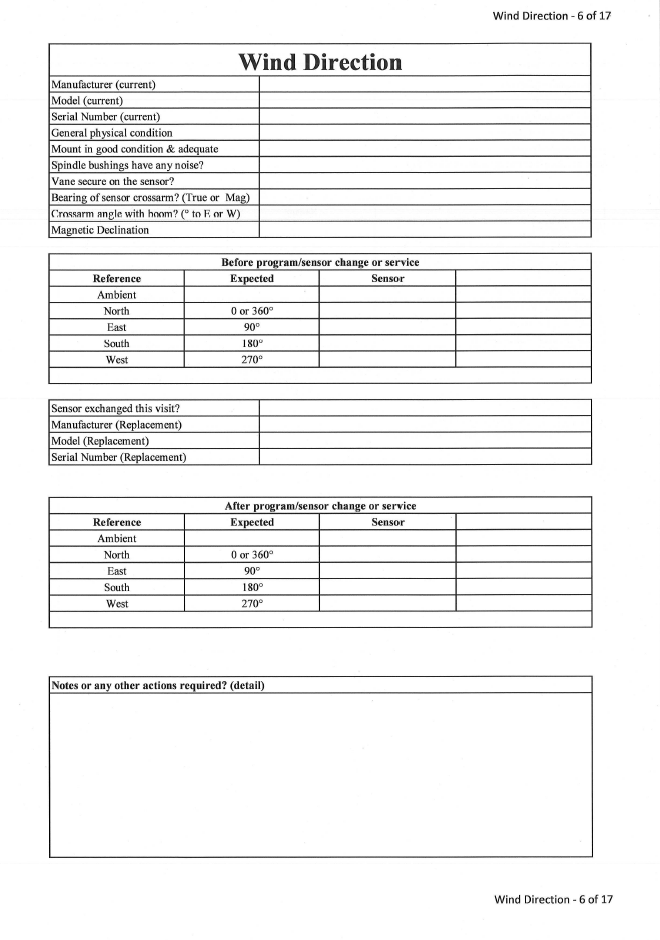 Wind Direction - 6 of 17
Wind Direction
Manufacturer (current)
Model (current)
Serial Number (current)
General physical condition
Mount in good condition & adequate
Spindle bushings have any noise?
Vane secure on the sensor?
Bearing of sensor crossarm? (True or Mag)
Crossarm angle with boom? (° to E or W)
Magnetic Declination
Before program/sensor change or service
Reference Expected Sensor
Ambient
North 0 or 360°
East 90°
South 180°
West 270°
Sensor exchanged this visit?
Manufacturer (Replacement)
Model (Replacement)
Serial Number (Replacement)
After program/sensor change or service
Reference Expected Sensor
Ambient
North 0 or 360°
East 90°
South 180°
West 270°
Notes or any other actions required? (detail)
Wind Direction - 6 of 17